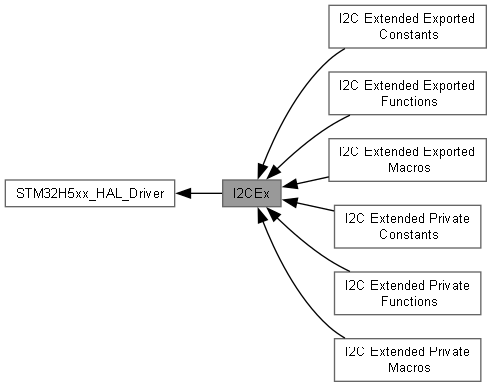 I2C Extended Exported
Constants
I2C Extended Exported
Functions
I2C Extended Exported
Macros
STM32H5xx_HAL_Driver
I2CEx
I2C Extended Private
Constants
I2C Extended Private
Functions
I2C Extended Private
Macros